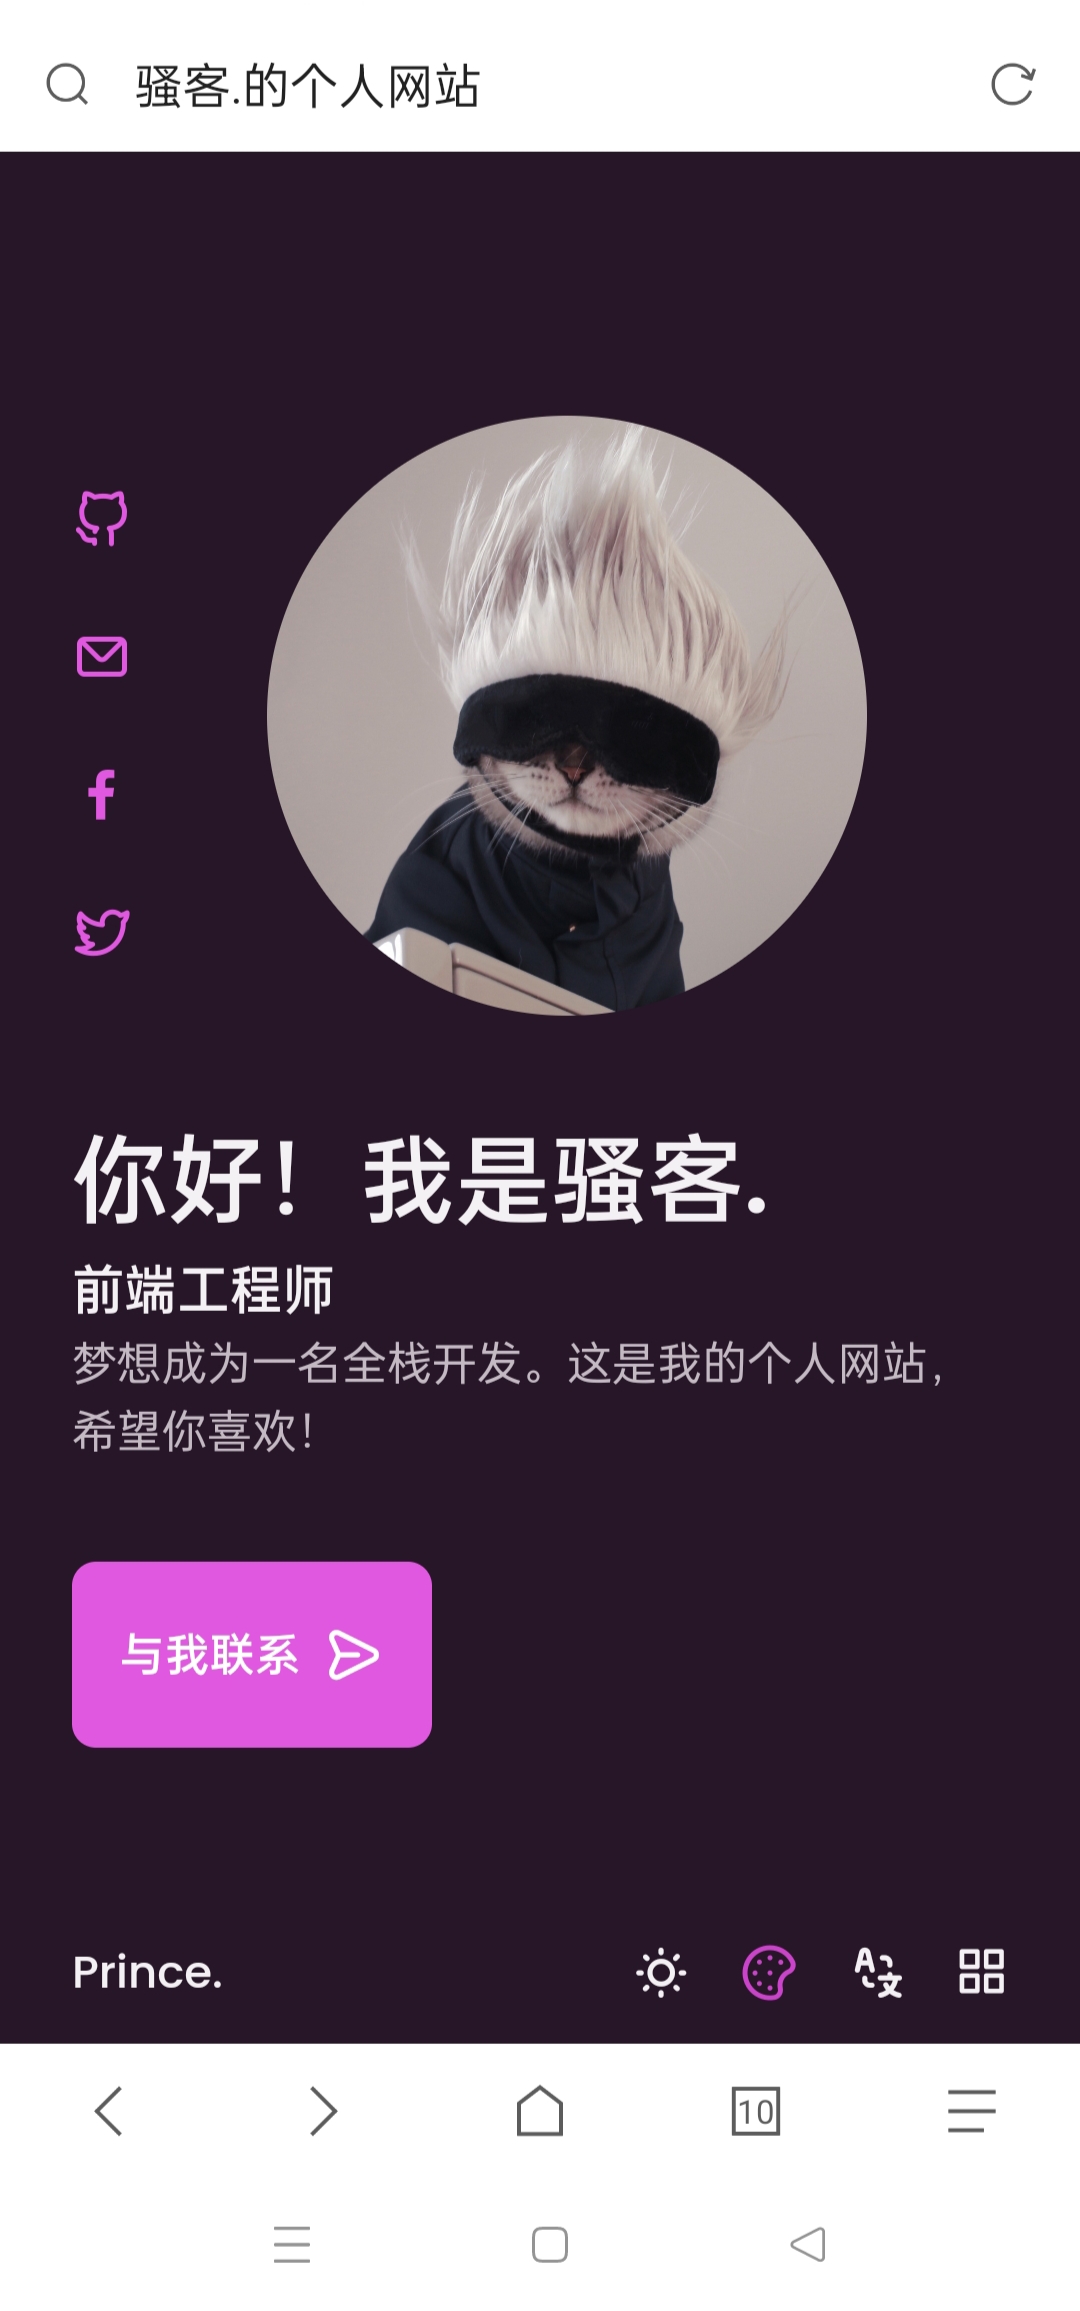 骚客.的个人网站
你好！我是骚客.
前端工程师
梦想成为一名全栈开发。这是我的个人网站，
希望你喜欢！
与我联系
Prince.
A文
10